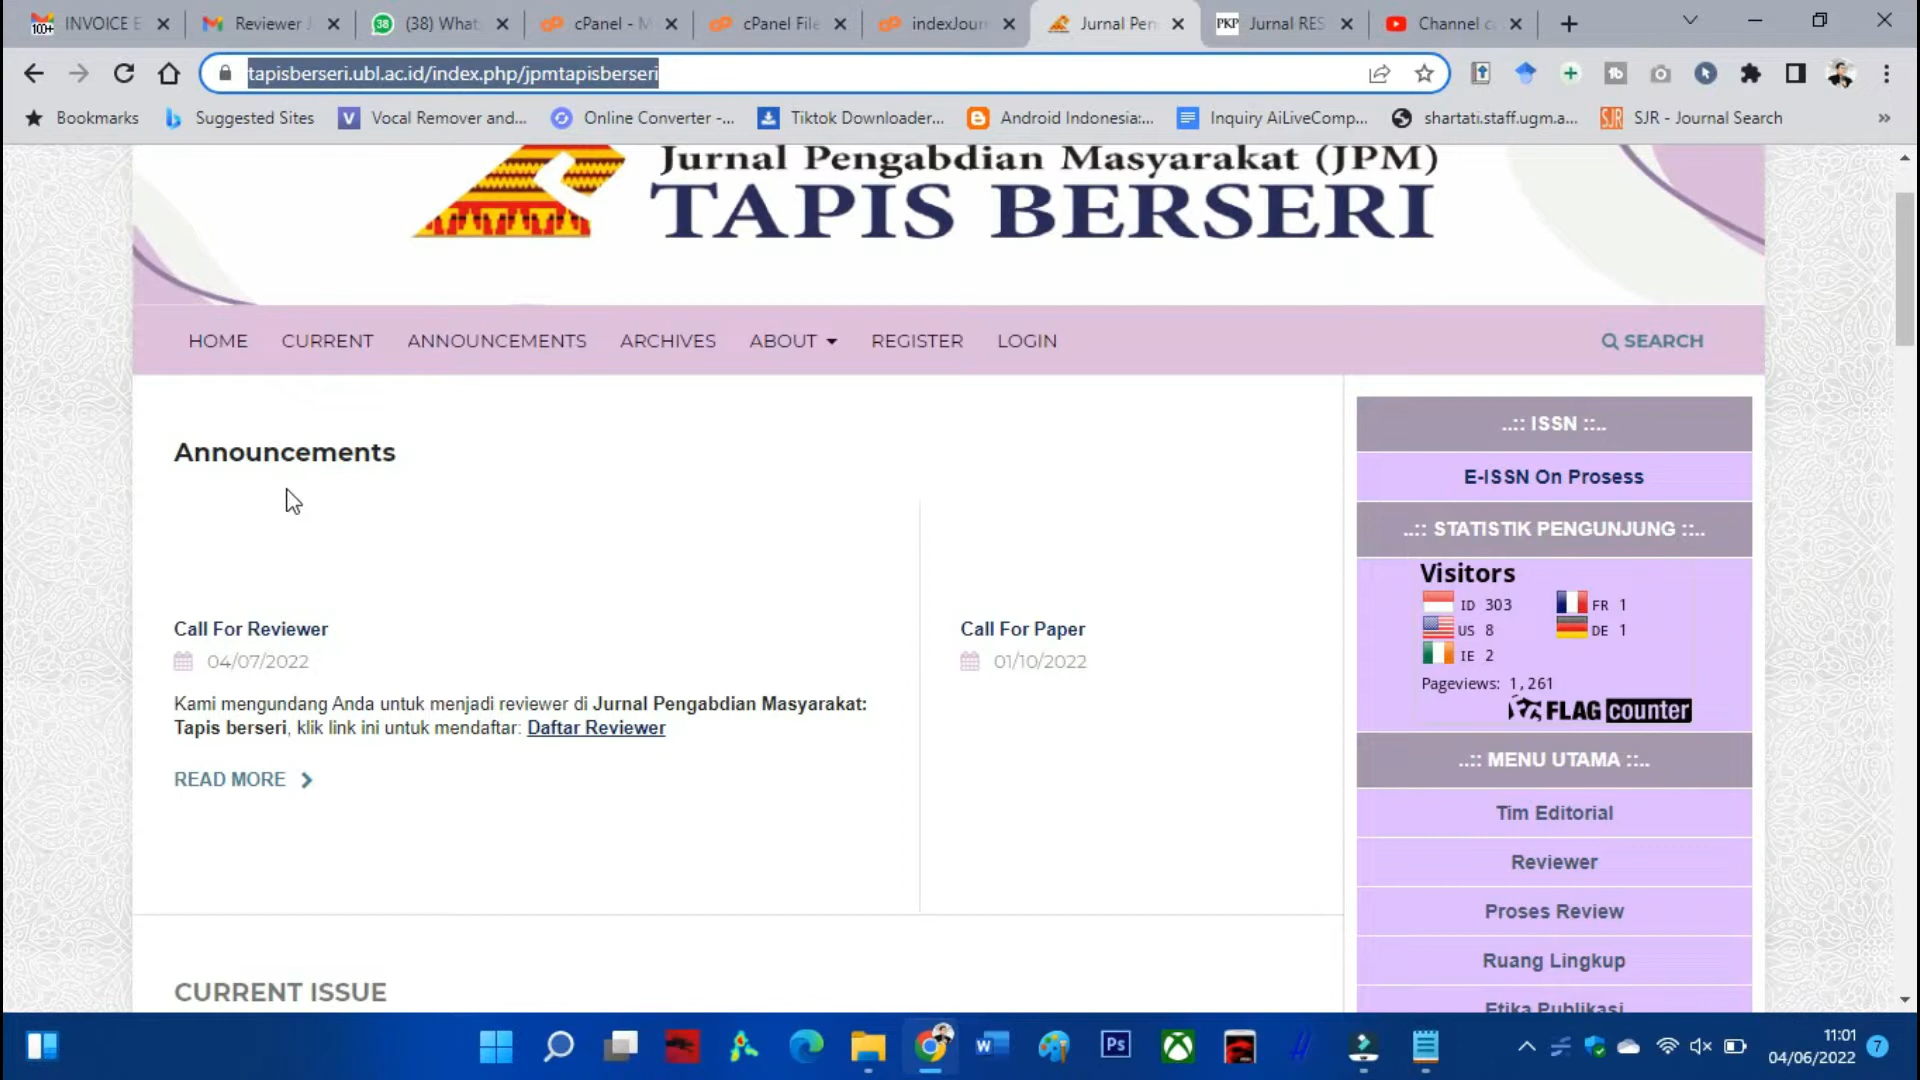 INVOICE E
Reviewer J
(38) What
cPanel - M
cPanel File
indexJour
Jurnal Pen
PKP
Jurnal RES
Channel c
tapisberseri.ubl.ac.id/index.php/jpmtapisberseri
Bookmarks
Suggested Sites
Vocal Remover and...
Online Converter -...
Tiktok Downloader...
Android Indonesia:...
Inquiry AiLiveComp...
shartati.staff.ugm.a...
SJR - Journal Search
Jurnal Pengabdian Masyarakat (JPM)
TAPIS BERSERI
HOME
CURRENT
ANNOUNCEMENTS
ARCHIVES
ABOUT
REGISTER
LOGIN
SEARCH
Announcements
Call For Reviewer
04/07/2022
Kami mengundang Anda untuk menjadi reviewer di Jurnal Pengabdian Masyarakat:
Tapis berseri, klik link ini untuk mendaftar: Daftar Reviewer
READ MORE
Call For Paper
01/10/2022
CURRENT ISSUE
..:: ISSN ::..
E-ISSN On Prosess
..:: STATISTIK PENGUNJUNG ::..
Visitors
ID 303
FR 1
US 8
DE 1
IE 2
Pageviews: 1,261
FLAG counter
..:: MENU UTAMA ::..
Tim Editorial
Reviewer
Proses Review
Ruang Lingkup
Etika Publikasi
11:01
04/06/2022
7